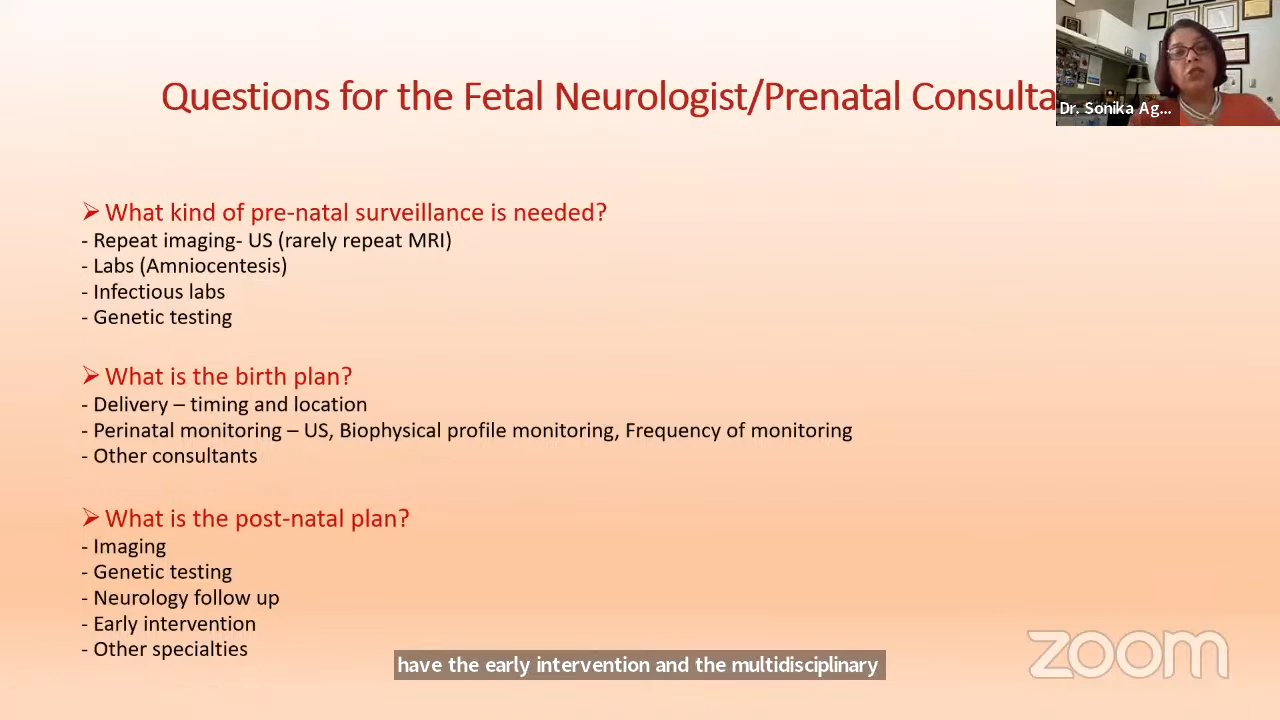 Questions for the Fetal Neurologist/Prenatal Consulta
Dr. Sonika Ag...
➢ What kind of pre-natal surveillance is needed?
- Repeat imaging- US (rarely repeat MRI)
- Labs (Amniocentesis)
- Infectious labs
- Genetic testing
➢ What is the birth plan?
- Delivery – timing and location
- Perinatal monitoring – US, Biophysical profile monitoring, Frequency of monitoring
- Other consultants
➢ What is the post-natal plan?
- Imaging
- Genetic testing
- Neurology follow up
- Early intervention
- Other specialties
have the early intervention and the multidisciplinary
zoom